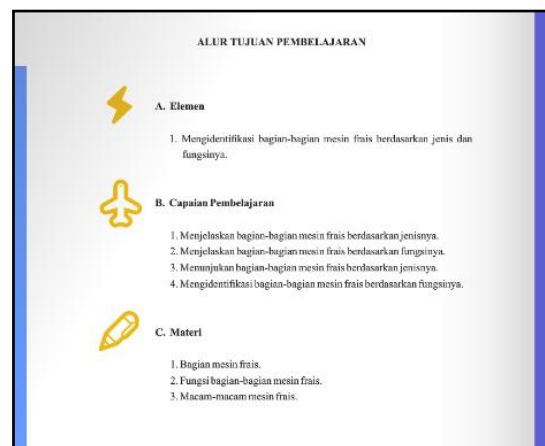 ALUR TUJUAN PEMBELAJARAN
A. Elemen
1. Mengidentifikasi bagian-bagian mesin frais berdasarkan jenis dan
fungsinya.
B. Capaian Pembelajaran
1. Menjelaskan bagian-bagian mesin frais berdasarkan jenisnya.
2. Menjelaskan bagian-bagian mesin frais berdasarkan fungsinya.
3. Menunjukan bagian-bagian mesin frais berdasarkan jenisnya.
4. Mengidentifikasi bagian-bagian mesin frais berdasarkan fungsinya.
C. Materi
1. Bagian mesin frais.
2. Fungsi bagian-bagian mesin frais.
3. Macam-macam mesin frais.